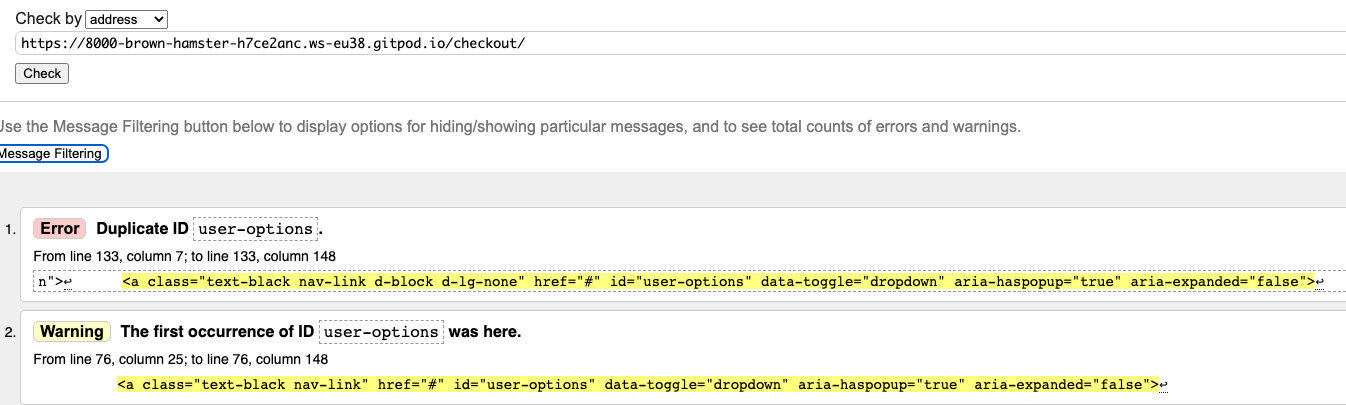 Check by address
https://8000-brown-hamster-h7ce2anc.ws-eu38.gitpod.io/checkout/
Check
Use the Message Filtering button below to display options for hiding/showing particular messages, and to see total counts of errors and warnings.
Message Filtering
1. Error Duplicate ID user-options.
From line 133, column 7; to line 133, column 148
n">↩ <a class="text-black nav-link d-block d-lg-none" href="#" id="user-options" data-toggle="dropdown" aria-haspopup="true" aria-expanded="false">↩
2. Warning The first occurrence of ID user-options was here.
From line 76, column 25; to line 76, column 148
<a class="text-black nav-link" href="#" id="user-options" data-toggle="dropdown" aria-haspopup="true" aria-expanded="false">↩